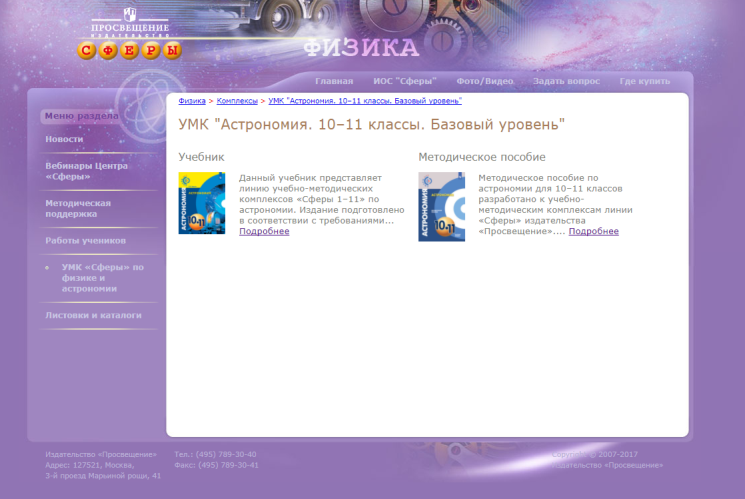 ПРОСВЕЩЕНИЕ
ИЗДАТЕЛЬСТВО
СФЕРЫ
ФИЗИКА
Главная ИОС "Сферы" Фото/Видео Задать вопрос Где купить
Меню раздела
Новости
Вебинары Центра
«Сферы»
Методическая
поддержка
Работы учеников
УМК «Сферы» по
физике и
астрономии
Листовки и каталоги
Физика > Комплексы > УМК "Астрономия. 10–11 классы. Базовый уровень"
УМК "Астрономия. 10–11 классы. Базовый уровень"
Учебник
АСТРОНОМИЯ
10-11
Данный учебник представляет
линию учебно-методических
комплексов «Сферы 1–11» по
астрономии. Издание подготовлено
в соответствии с требованиями...
Подробнее
Методическое пособие
АСТРОНОМИЯ
10-11
Методическое пособие по
астрономии для 10–11 классов
разработано к учебно-
методическим комплексам линии
«Сферы» издательства
«Просвещение».... Подробнее
Издательство «Просвещение»
Адрес: 127521, Москва,
3-й проезд Марьиной рощи, 41
Тел.: (495) 789-30-40
Факс: (495) 789-30-41
Copyright © 2007-2017
Издательство «Просвещение»